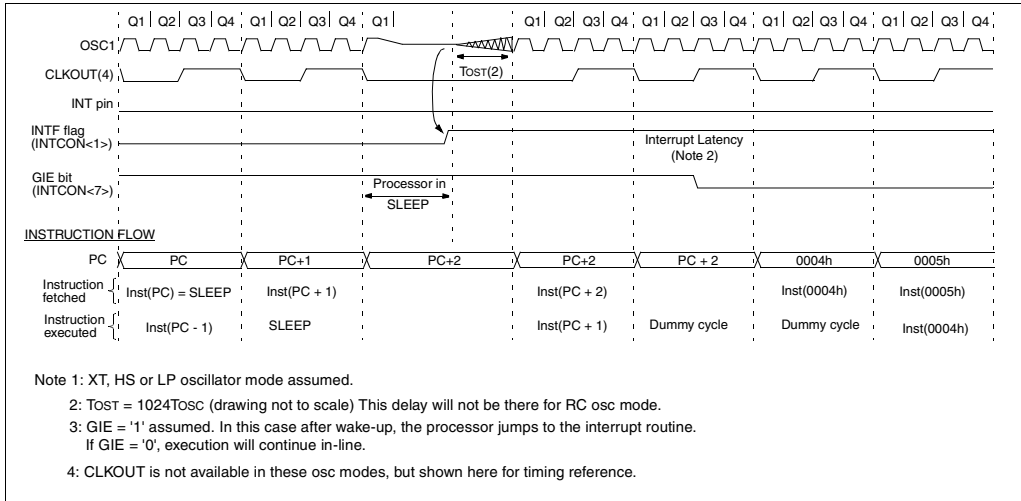 Q1 Q2 Q3 Q4 Q1 Q2 Q3 Q4 Q1 Q1 Q2 Q3 Q4 Q1 Q2 Q3 Q4 Q1 Q2 Q3 Q4 Q1 Q2 Q3 Q4
OSC1
TOST(2)
CLKOUT(4)
INT pin
INTF flag
(INTCON<1>)
Interrupt Latency
(Note 2)
GIE bit
(INTCON<7>)
Processor in
SLEEP
INSTRUCTION FLOW
PC PC PC+1 PC+2 PC+2 PC + 2 0004h 0005h
Instruction
fetched
Inst(PC) = SLEEP Inst(PC + 1) Inst(PC + 2) Inst(0004h) Inst(0005h)
Instruction
executed
Inst(PC - 1) SLEEP Inst(PC + 1) Dummy cycle Dummy cycle Inst(0004h)
Note 1: XT, HS or LP oscillator mode assumed.
2: TOST = 1024TOSC (drawing not to scale) This delay will not be there for RC osc mode.
3: GIE = '1' assumed. In this case after wake-up, the processor jumps to the interrupt routine.
If GIE = '0', execution will continue in-line.
4: CLKOUT is not available in these osc modes, but shown here for timing reference.